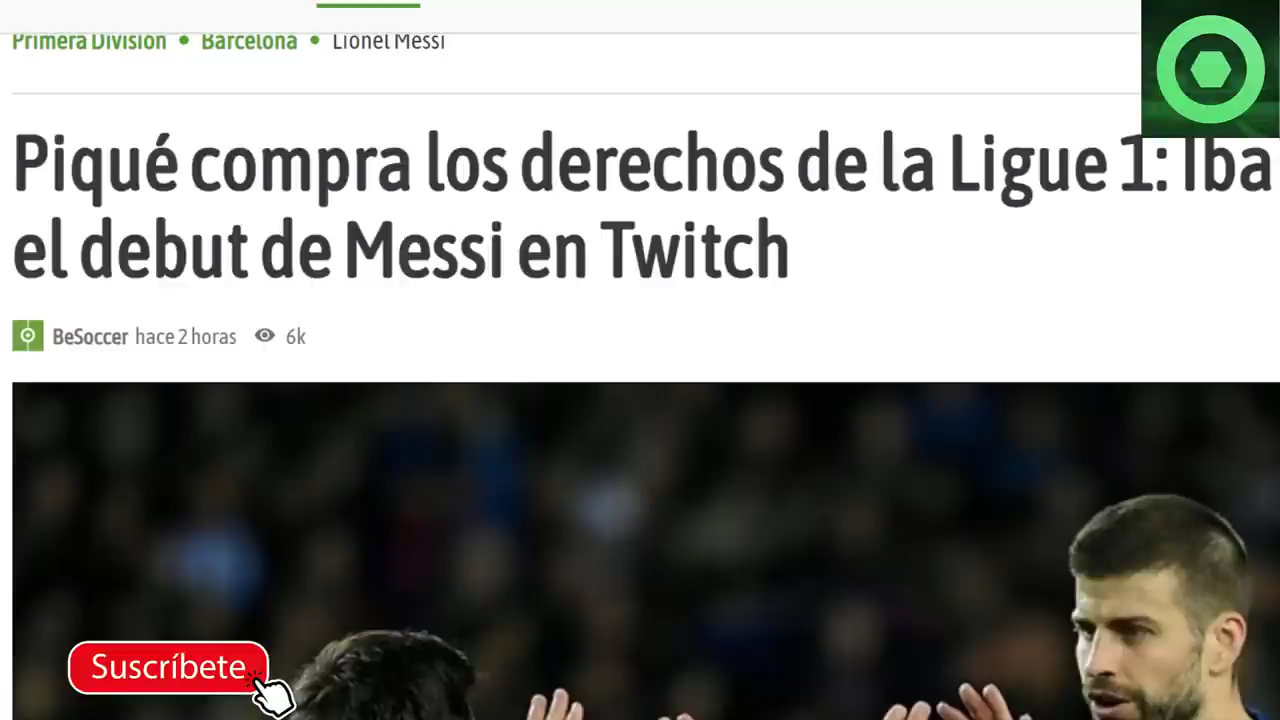 Primera División • Barcelona • Lionel Messi
Piqué compra los derechos de la Ligue 1: Iba
el debut de Messi en Twitch
BeSoccer hace 2 horas 6k
Suscríbete